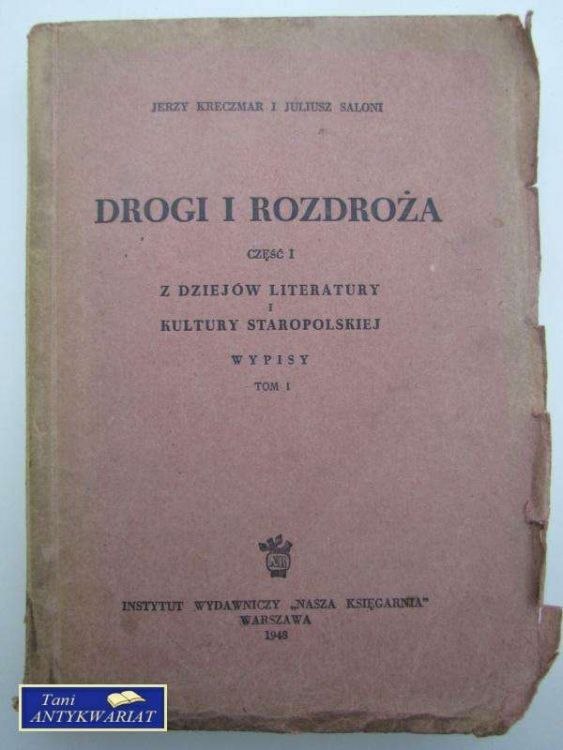 JERZY KRECZMAR I JULIUSZ SALONI
DROGI I ROZDROŻA
CZĘŚĆ I
Z DZIEJÓW LITERATURY
I
KULTURY STAROPOLSKIEJ
WYPISY
TOM I
INSTYTUT WYDAWNICZY „NASZA KSIĘGARNIA"
WARSZAWA
1948
Tani
ANTYKWARIAT